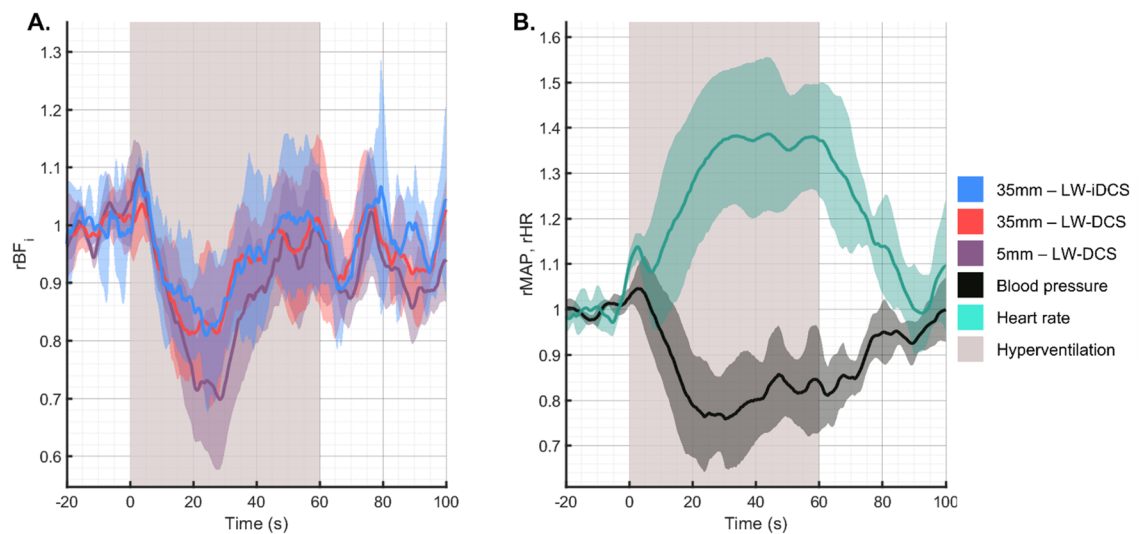 A.
1.3
1.2
1.1
1
0.9
0.8
0.7
0.6
rBFi
-20 0 20 40 60 80 100
Time (s)
B.
1.6
1.5
1.4
1.3
1.2
1.1
1
0.9
0.8
0.7
rMAP, rHR
-20 0 20 40 60 80 100
Time (s)
35mm – LW-iDCS
35mm – LW-DCS
5mm – LW-DCS
Blood pressure
Heart rate
Hyperventilation